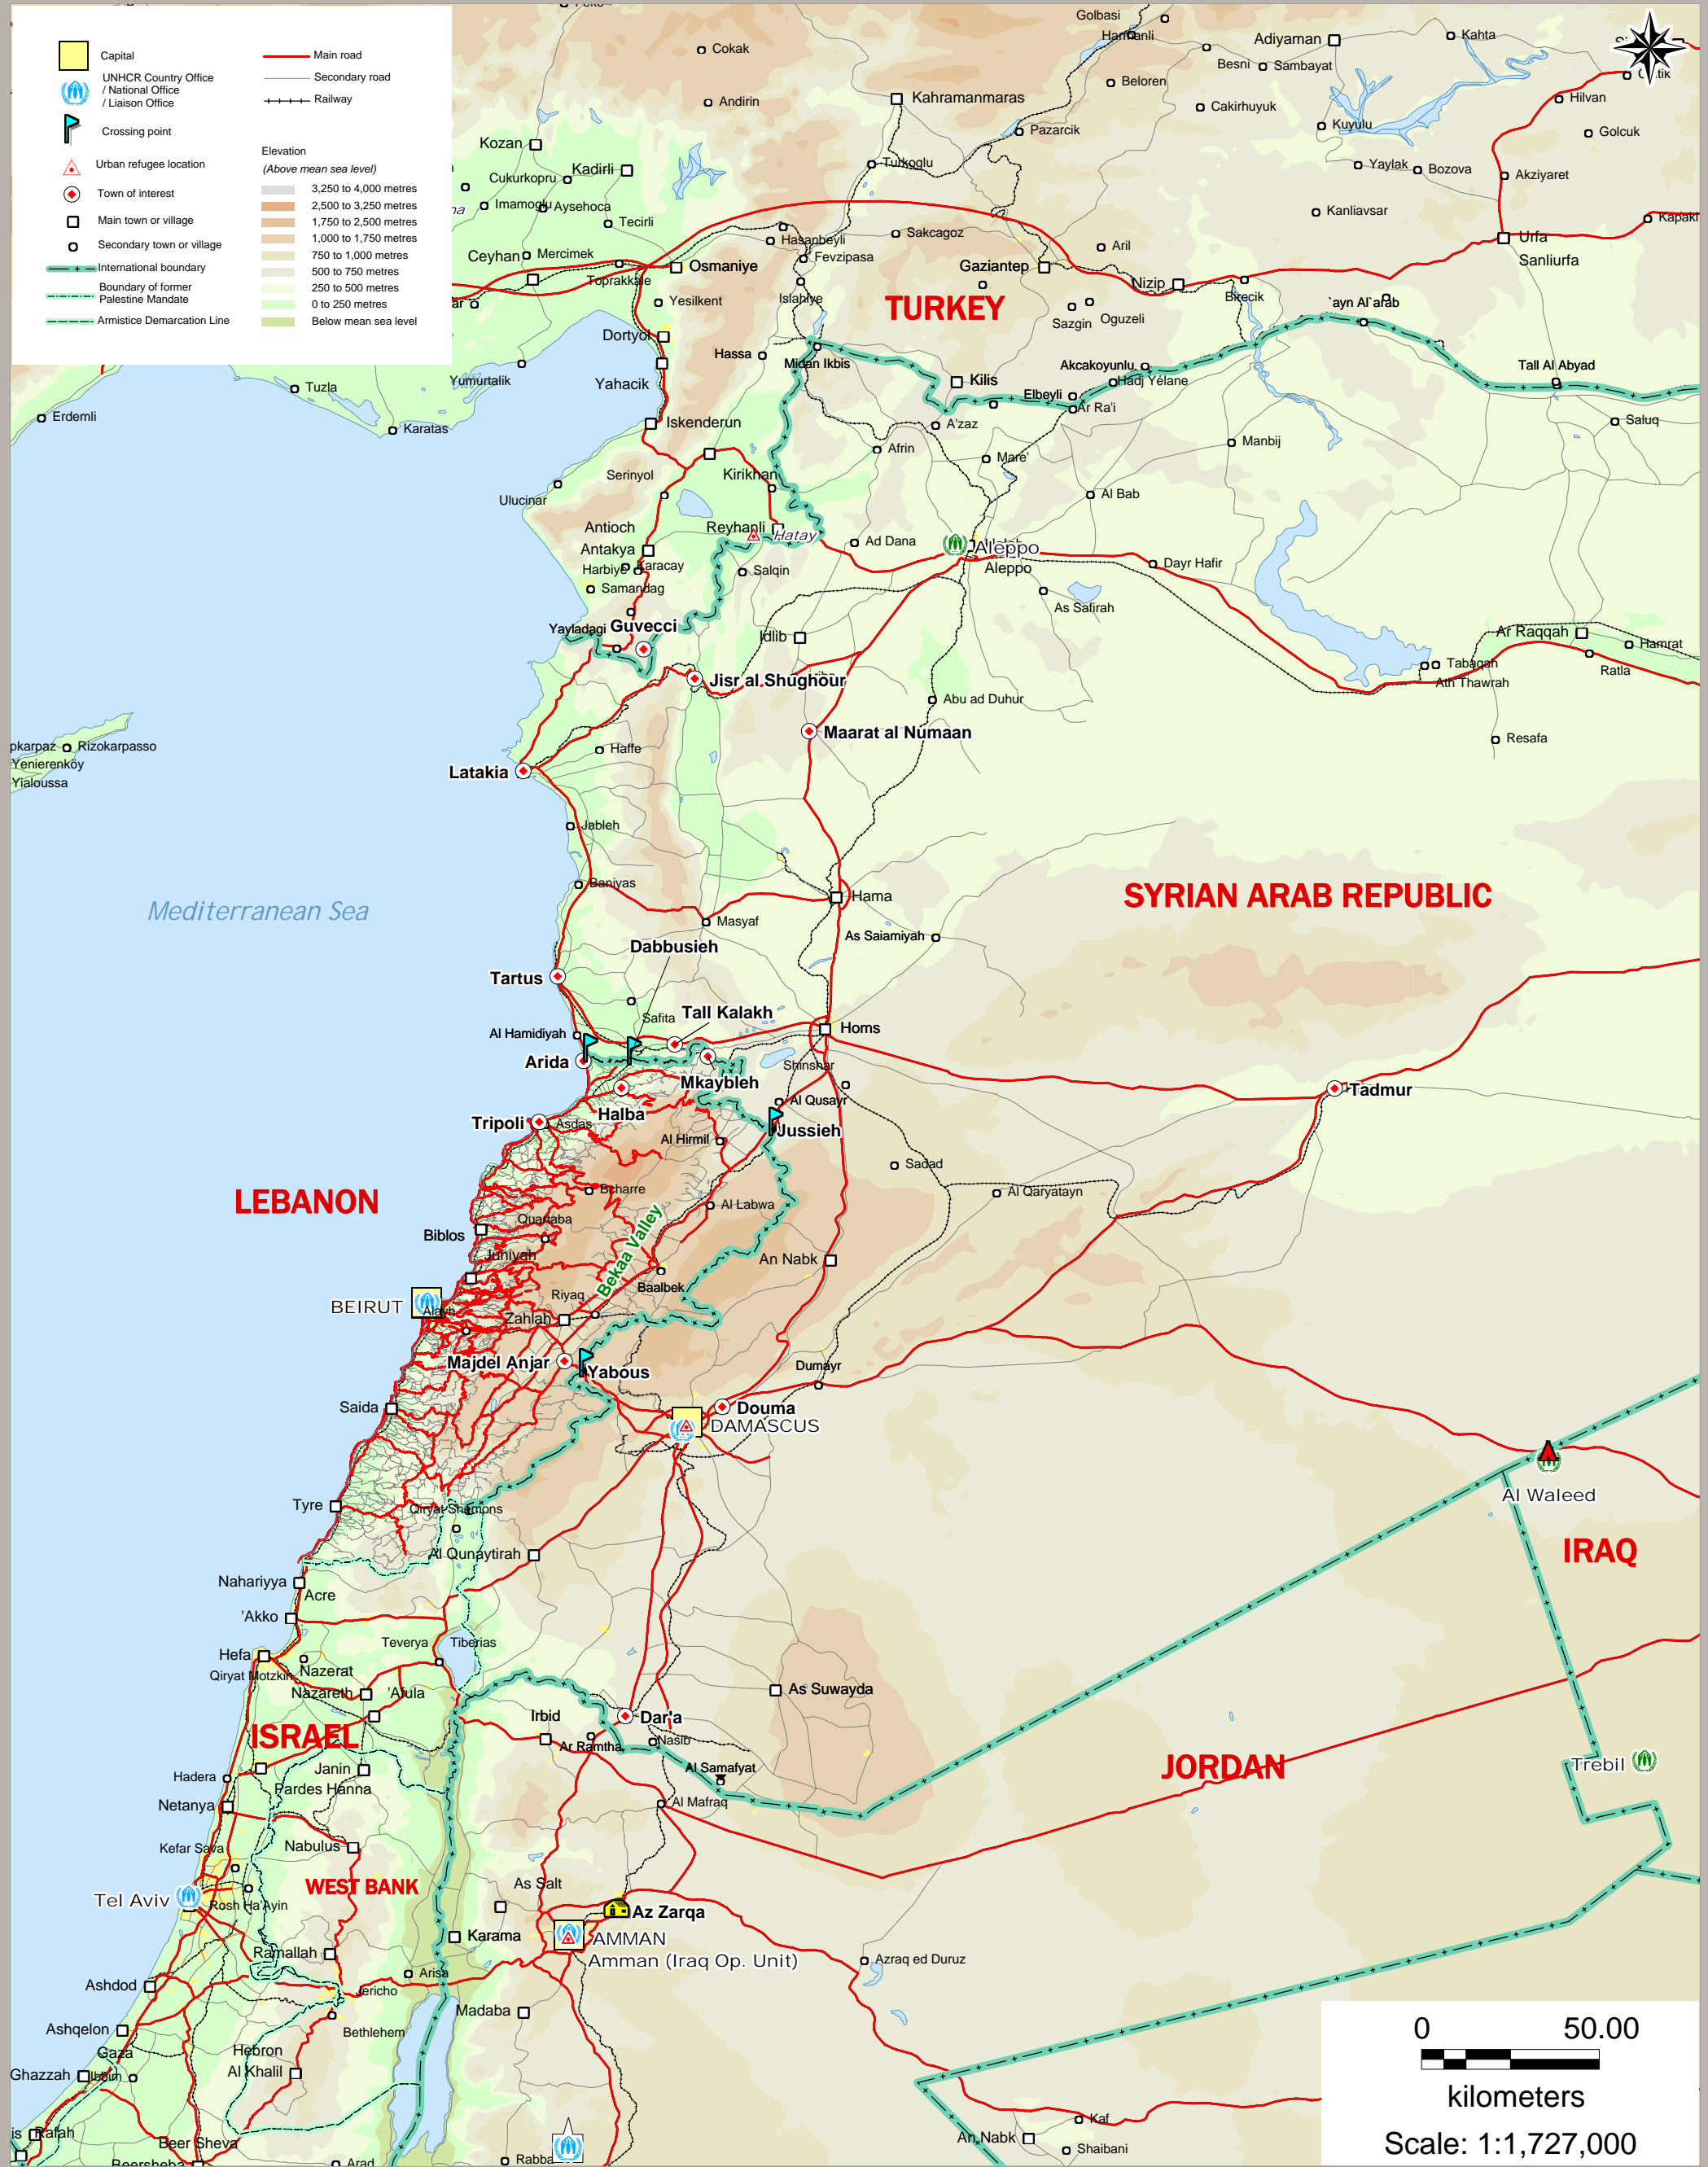 Capital
UNHCR Country Office
/ National Office
/ Liaison Office
Crossing point
Urban refugee location
Town of interest
Main town or village
Secondary town or village
International boundary
Boundary of former
Palestine Mandate
Armistice Demarcation Line
Main road
Secondary road
Railway
Elevation
(Above mean sea level)
3,250 to 4,000 metres
2,500 to 3,250 metres
1,750 to 2,500 metres
1,000 to 1,750 metres
750 to 1,000 metres
500 to 750 metres
250 to 500 metres
0 to 250 metres
Below mean sea level
Golbasi
Harmanli
Cokak
Adiyaman
Kahta
Besni
Sambayat
Beloren
Andirin
Kahramanmaras
Cakirhuyuk
Hilvan
Kuyulu
Golcuk
Pazarcik
Kozan
Kadirli
Turkoglu
Yaylak
Bozova
Akziyaret
Cukurkopru
Imamoglu
Aysehoca
Tecirli
Kanliavsar
Kapakl
Hasanbeyli
Sakcagoz
Aril
Urfa
Sanliurfa
Ceyhan
Mercimek
Fevzipasa
Osmaniye
Gaziantep
Toprakkale
Nizip
Birecik
Yesilkent
Islahiye
TURKEY
Sazgin
Oguzeli
`ayn Al`arab
Dortyol
Hassa
Midan Ikbis
Akcakoyunlu
Tall Al Abyad
Yumurtalik
Yahacik
Kilis
Hadj Yélane
Elbeyli
Ar Ra'i
Tuzla
Erdemli
Karatas
Iskenderun
A'zaz
Saluq
Manbij
Afrin
Mare'
Serinyol
Kirikhan
Ulucinar
Al Bab
Antioch
Reyhanli
Hatay
Antakya
Ad Dana
Aleppo
Aleppo
Harbiye
Karacay
Salqin
Dayr Hafir
Samandag
As Safirah
Yayladagi
Guvecci
Idlib
Ar Raqqah
Hamrat
Tabaqah
Ratla
Ath Thawrah
Jisr al Shughour
Abu ad Duhur
Maarat al Numaan
Resafa
pkarpaz
Rizokarpasso
Yenierenköy
Yialoussa
Haffe
Latakia
Jableh
Baniyas
Hama
SYRIAN ARAB REPUBLIC
Mediterranean Sea
Masyaf
As Saiamiyah
Dabbusieh
Tartus
Safita
Tall Kalakh
Al Hamidiyah
Homs
Arida
Shinshar
Mkaybleh
Tadmur
Al Qusayr
Halba
Tripoli
Asdas
Jussieh
Al Hirmil
Sadad
Bcharre
Al Qaryatayn
LEBANON
Al Labwa
Quartaba
Biblos
Bekaa Valley
Juniyah
An Nabk
Baalbek
BEIRUT
Riyaq
Alayh
Zahlah
Majdel Anjar
Yabous
Dumayr
Saida
Douma
DAMASCUS
Al Waleed
Tyre
Qiryat Shemons
IRAQ
Al Qunaytirah
Nahariyya
Acre
'Akko
Teverya
Tiberias
Hefa
Qiryat Motzkin
Nazerat
Nazareth
'Afula
As Suwayda
ISRAEL
Irbid
Dar'a
Ar Ramtha
Nasib
JORDAN
Trebil
Hadera
Janin
Al Samafyat
Pardes Hanna
Netanya
Al Mafraq
Kefar Sava
Nabulus
Tel Aviv
WEST BANK
Rosh Ha'Ayin
As Salt
Az Zarqa
Karama
AMMAN
Ramallah
Amman (Iraq Op. Unit)
Azraq ed Duruz
Ashdod
Arisa
Jericho
Madaba
Ashqelon
Bethlehem
Gaza
Hebron
Ghazzah
Ibbim
Al Khalil
Kaf
An Nabk
Shaibani
is
Rafah
Beer Sheva
Beersheba
Arad
Rabba
0 50.00
kilometers
Scale: 1:1,727,000